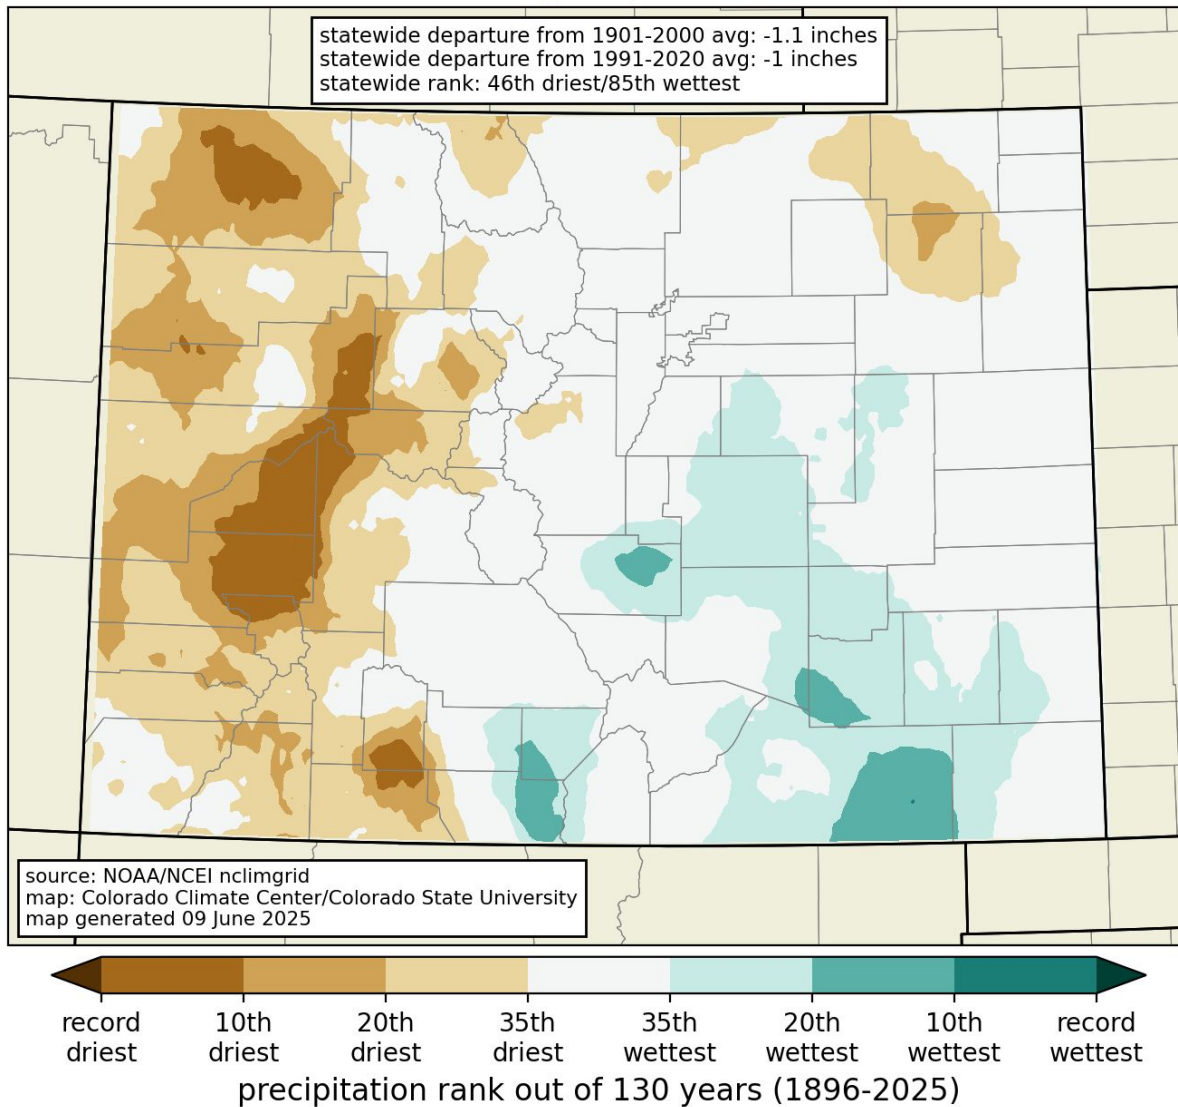 statewide departure from 1901-2000 avg: -1.1 inches
statewide departure from 1991-2020 avg: -1 inches
statewide rank: 46th driest/85th wettest
source: NOAA/NCEI nclimgrid
map: Colorado Climate Center/Colorado State University
map generated 09 June 2025
record driest
10th driest
20th driest
35th driest
35th wettest
20th wettest
10th wettest
record wettest
precipitation rank out of 130 years (1896-2025)